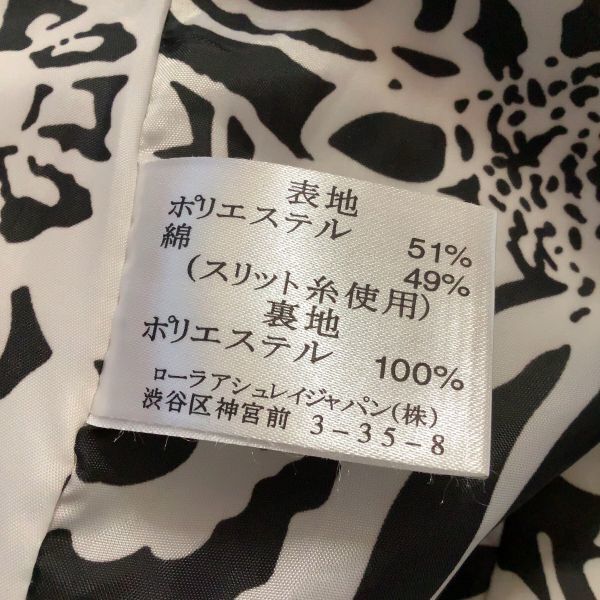 表地
ポリエステル 51%
綿 49%
(スリット糸使用)
裏地
ポリエステル 100%
ローラアシュレイジャパン(株)
渋谷区神宮前 3-35-8